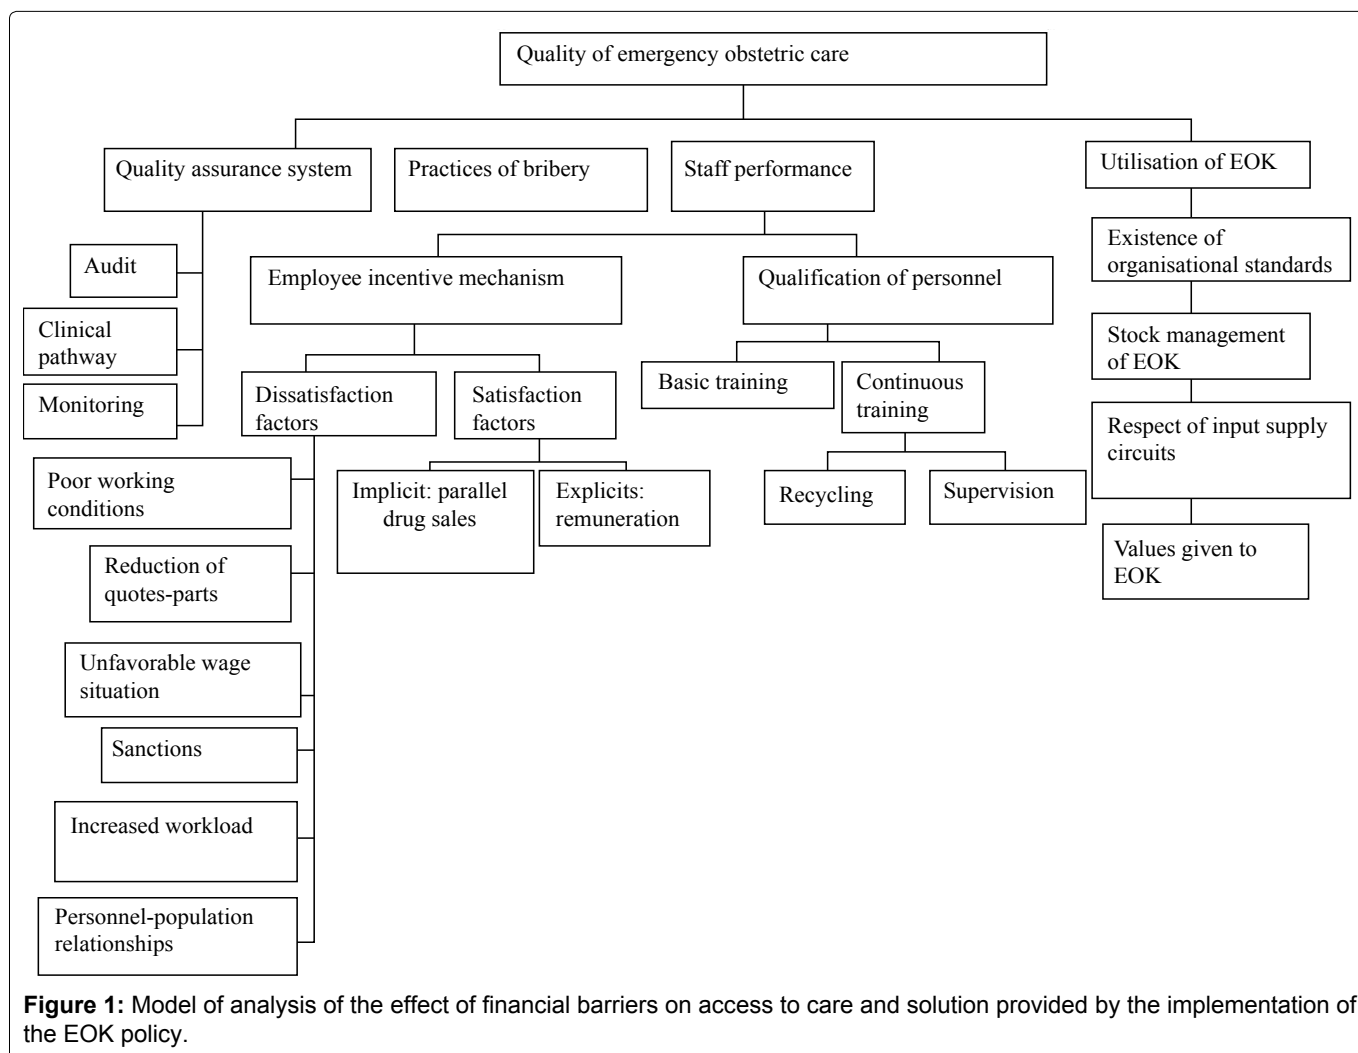 Quality of emergency obstetric care
Quality assurance system
Practices of bribery
Staff performance
Utilisation of EOK
Audit
Clinical
pathway
Monitoring
Employee incentive mechanism
Qualification of personnel
Existence of
organisational standards
Stock management
of EOK
Respect of input supply
circuits
Values given to
EOK
Dissatisfaction
factors
Satisfaction
factors
Basic training
Continuous
training
Poor working
conditions
Reduction of
quotes-parts
Unfavorable wage
situation
Sanctions
Increased workload
Personnel-population
relationships
Implicit: parallel
drug sales
Explicits:
remuneration
Recycling
Supervision
Figure 1: Model of analysis of the effect of financial barriers on access to care and solution provided by the implementation of
the EOK policy.